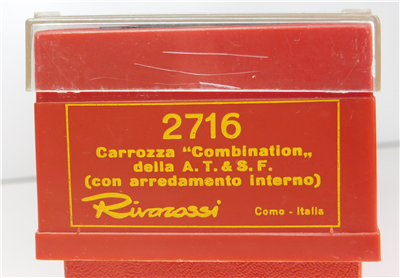 2716
Carrozza “Combination„
della A.T.&S.F.
(con arredamento interno)
Rivarossi Como - Italia